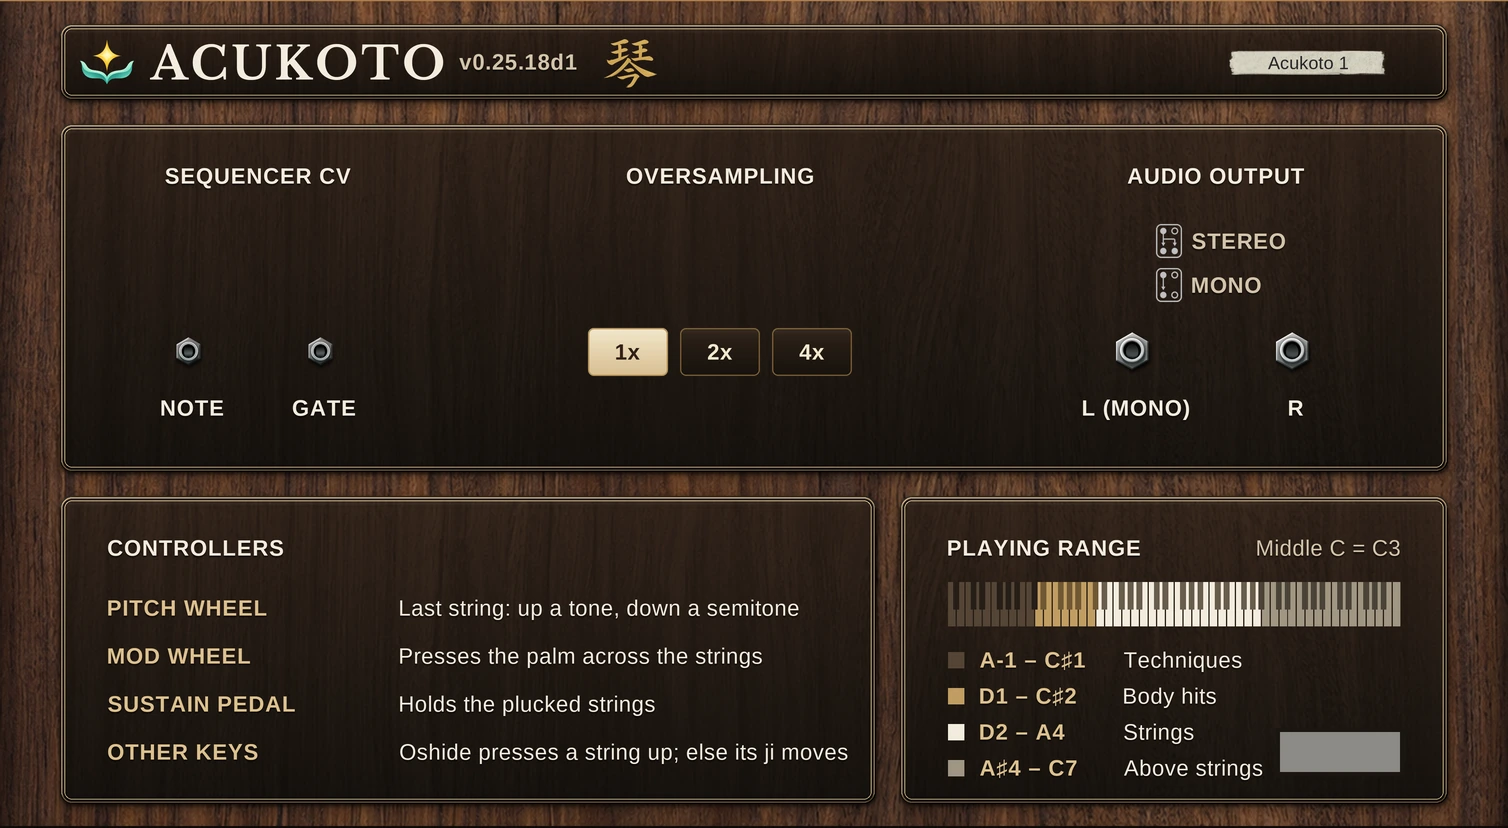 ACUKOTO v0.25.18d1 琴 Acukoto 1
SEQUENCER CV
NOTE GATE
OVERSAMPLING
1x 2x 4x
AUDIO OUTPUT
STEREO
MONO
L (MONO) R
CONTROLLERS
PITCH WHEEL Last string: up a tone, down a semitone
MOD WHEEL Presses the palm across the strings
SUSTAIN PEDAL Holds the plucked strings
OTHER KEYS Oshide presses a string up; else its ji moves
PLAYING RANGE Middle C = C3
A-1 – C♯1 Techniques
D1 – C♯2 Body hits
D2 – A4 Strings
A♯4 – C7 Above strings